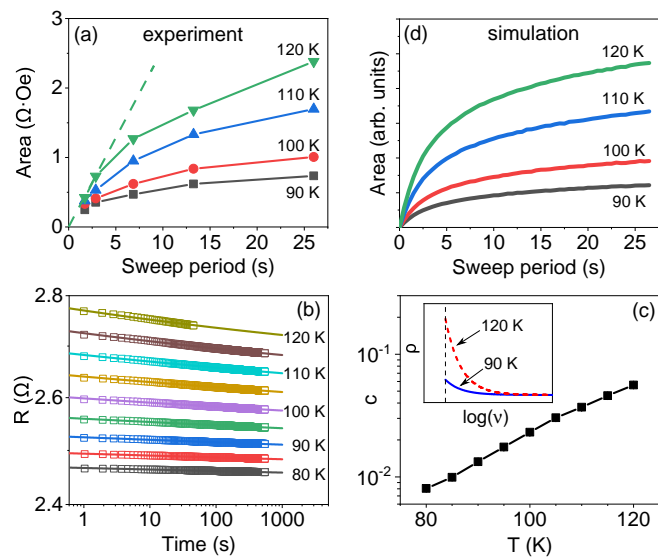 (a) experiment
120 K
110 K
100 K
90 K
Area (Ω·Oe)
3
2
1
0
0 5 10 15 20 25
Sweep period (s)
(d) simulation
120 K
110 K
100 K
90 K
Area (arb. units)
0 5 10 15 20 25
Sweep period (s)
(b)
2.8
2.6
2.4
R (Ω)
120 K
110 K
100 K
90 K
80 K
1 10 100 1000
Time (s)
(c)
120 K
90 K
ρ
log(ν)
c
10⁻¹
10⁻²
80 90 100 110 120
T (K)